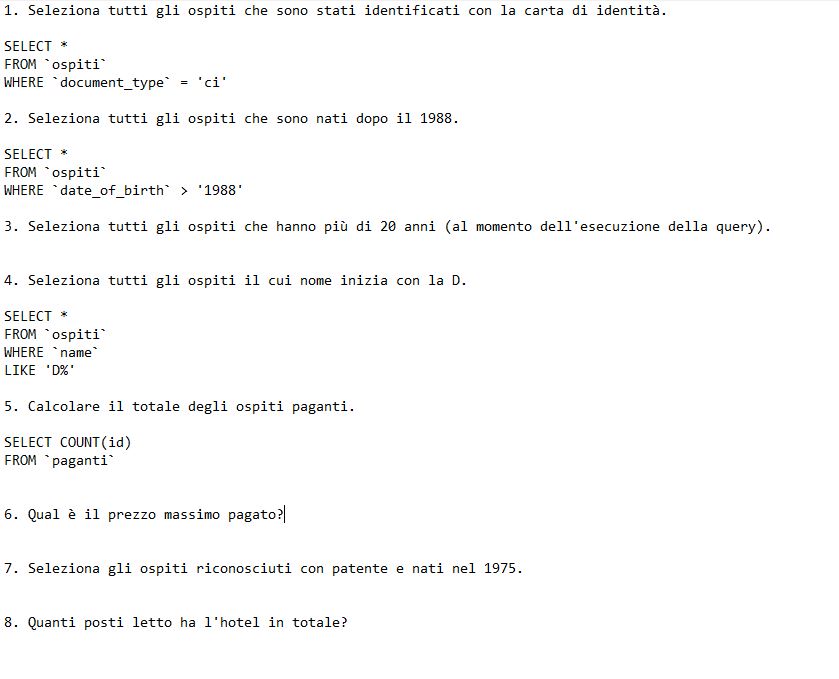 1. Seleziona tutti gli ospiti che sono stati identificati con la carta di identità.
SELECT *
FROM `ospiti`
WHERE `document_type` = 'ci'
2. Seleziona tutti gli ospiti che sono nati dopo il 1988.
SELECT *
FROM `ospiti`
WHERE `date_of_birth` > '1988'
3. Seleziona tutti gli ospiti che hanno più di 20 anni (al momento dell'esecuzione della query).
4. Seleziona tutti gli ospiti il cui nome inizia con la D.
SELECT *
FROM `ospiti`
WHERE `name`
LIKE 'D%'
5. Calcolare il totale degli ospiti paganti.
SELECT COUNT(id)
FROM `paganti`
6. Qual è il prezzo massimo pagato?
7. Seleziona gli ospiti riconosciuti con patente e nati nel 1975.
8. Quanti posti letto ha l'hotel in totale?